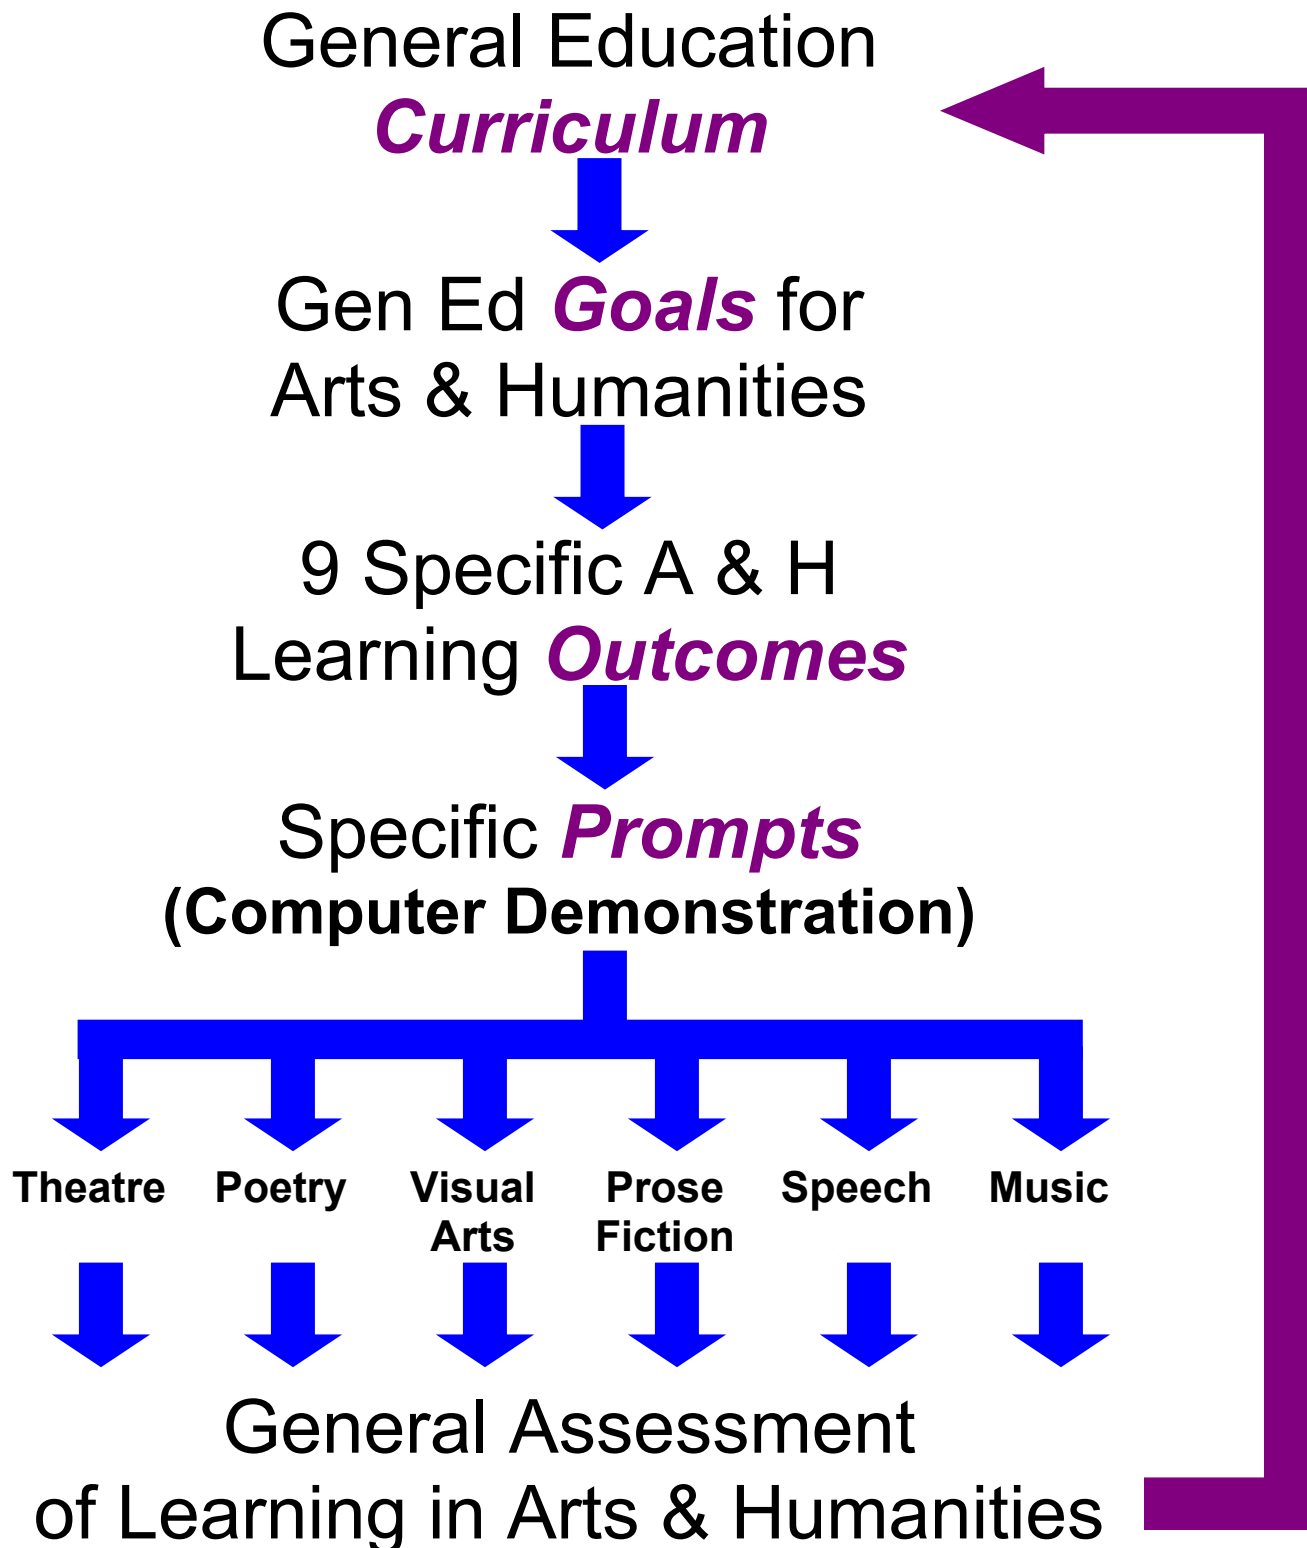 General Education
Curriculum
Gen Ed Goals for
Arts & Humanities
9 Specific A & H
Learning Outcomes
Specific Prompts
(Computer Demonstration)
Theatre Poetry Visual Prose Speech Music
Arts Fiction
General Assessment
of Learning in Arts & Humanities